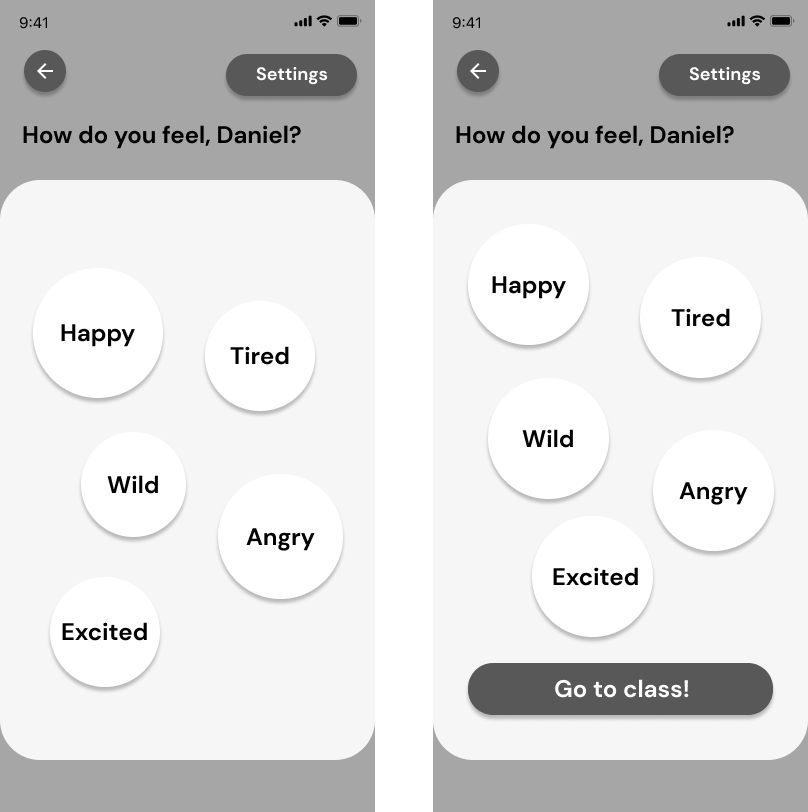 9:41
Settings
How do you feel, Daniel?
Happy
Tired
Wild
Angry
Excited
9:41
Settings
How do you feel, Daniel?
Happy
Tired
Wild
Angry
Excited
Go to class!